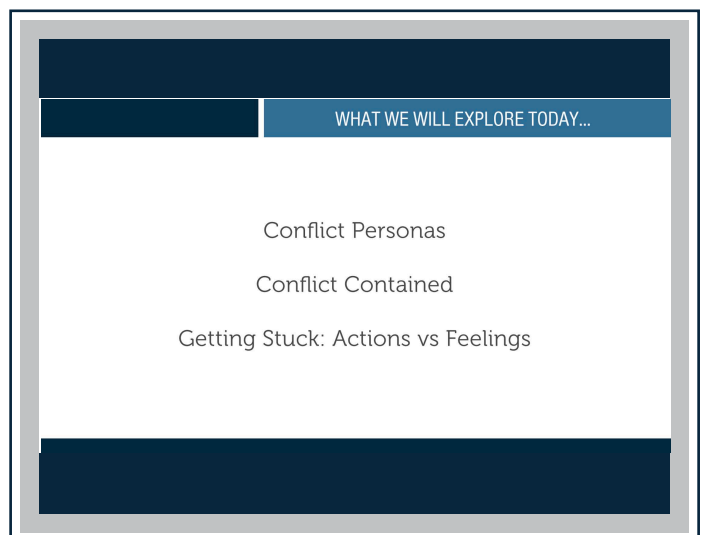 WHAT WE WILL EXPLORE TODAY...
Conflict Personas
Conflict Contained
Getting Stuck: Actions vs Feelings